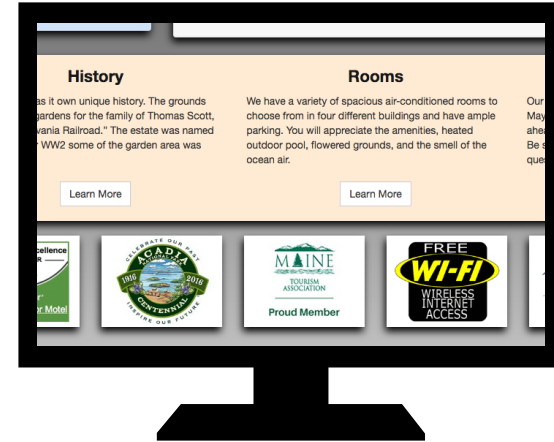 History
as it own unique history. The grounds
gardens for the family of Thomas Scott,
vania Railroad." The estate was named
WW2 some of the garden area was
Learn More
Rooms
We have a variety of spacious air-conditioned rooms to
choose from in four different buildings and have ample
parking. You will appreciate the amenities, heated
outdoor pool, flowered grounds, and the smell of the
ocean air.
Learn More
Our
May
ahea
Be s
ques
cellence
R
or
or Motel
CELEBRATE OUR PAST
ACADIA
NATIONAL PARK
1916 2016
CENTENNIAL
INSPIRE OUR FUTURE
MAINE
TOURISM
ASSOCIATION
Proud Member
FREE
WI-FI
WIRELESS
INTERNET
ACCESS